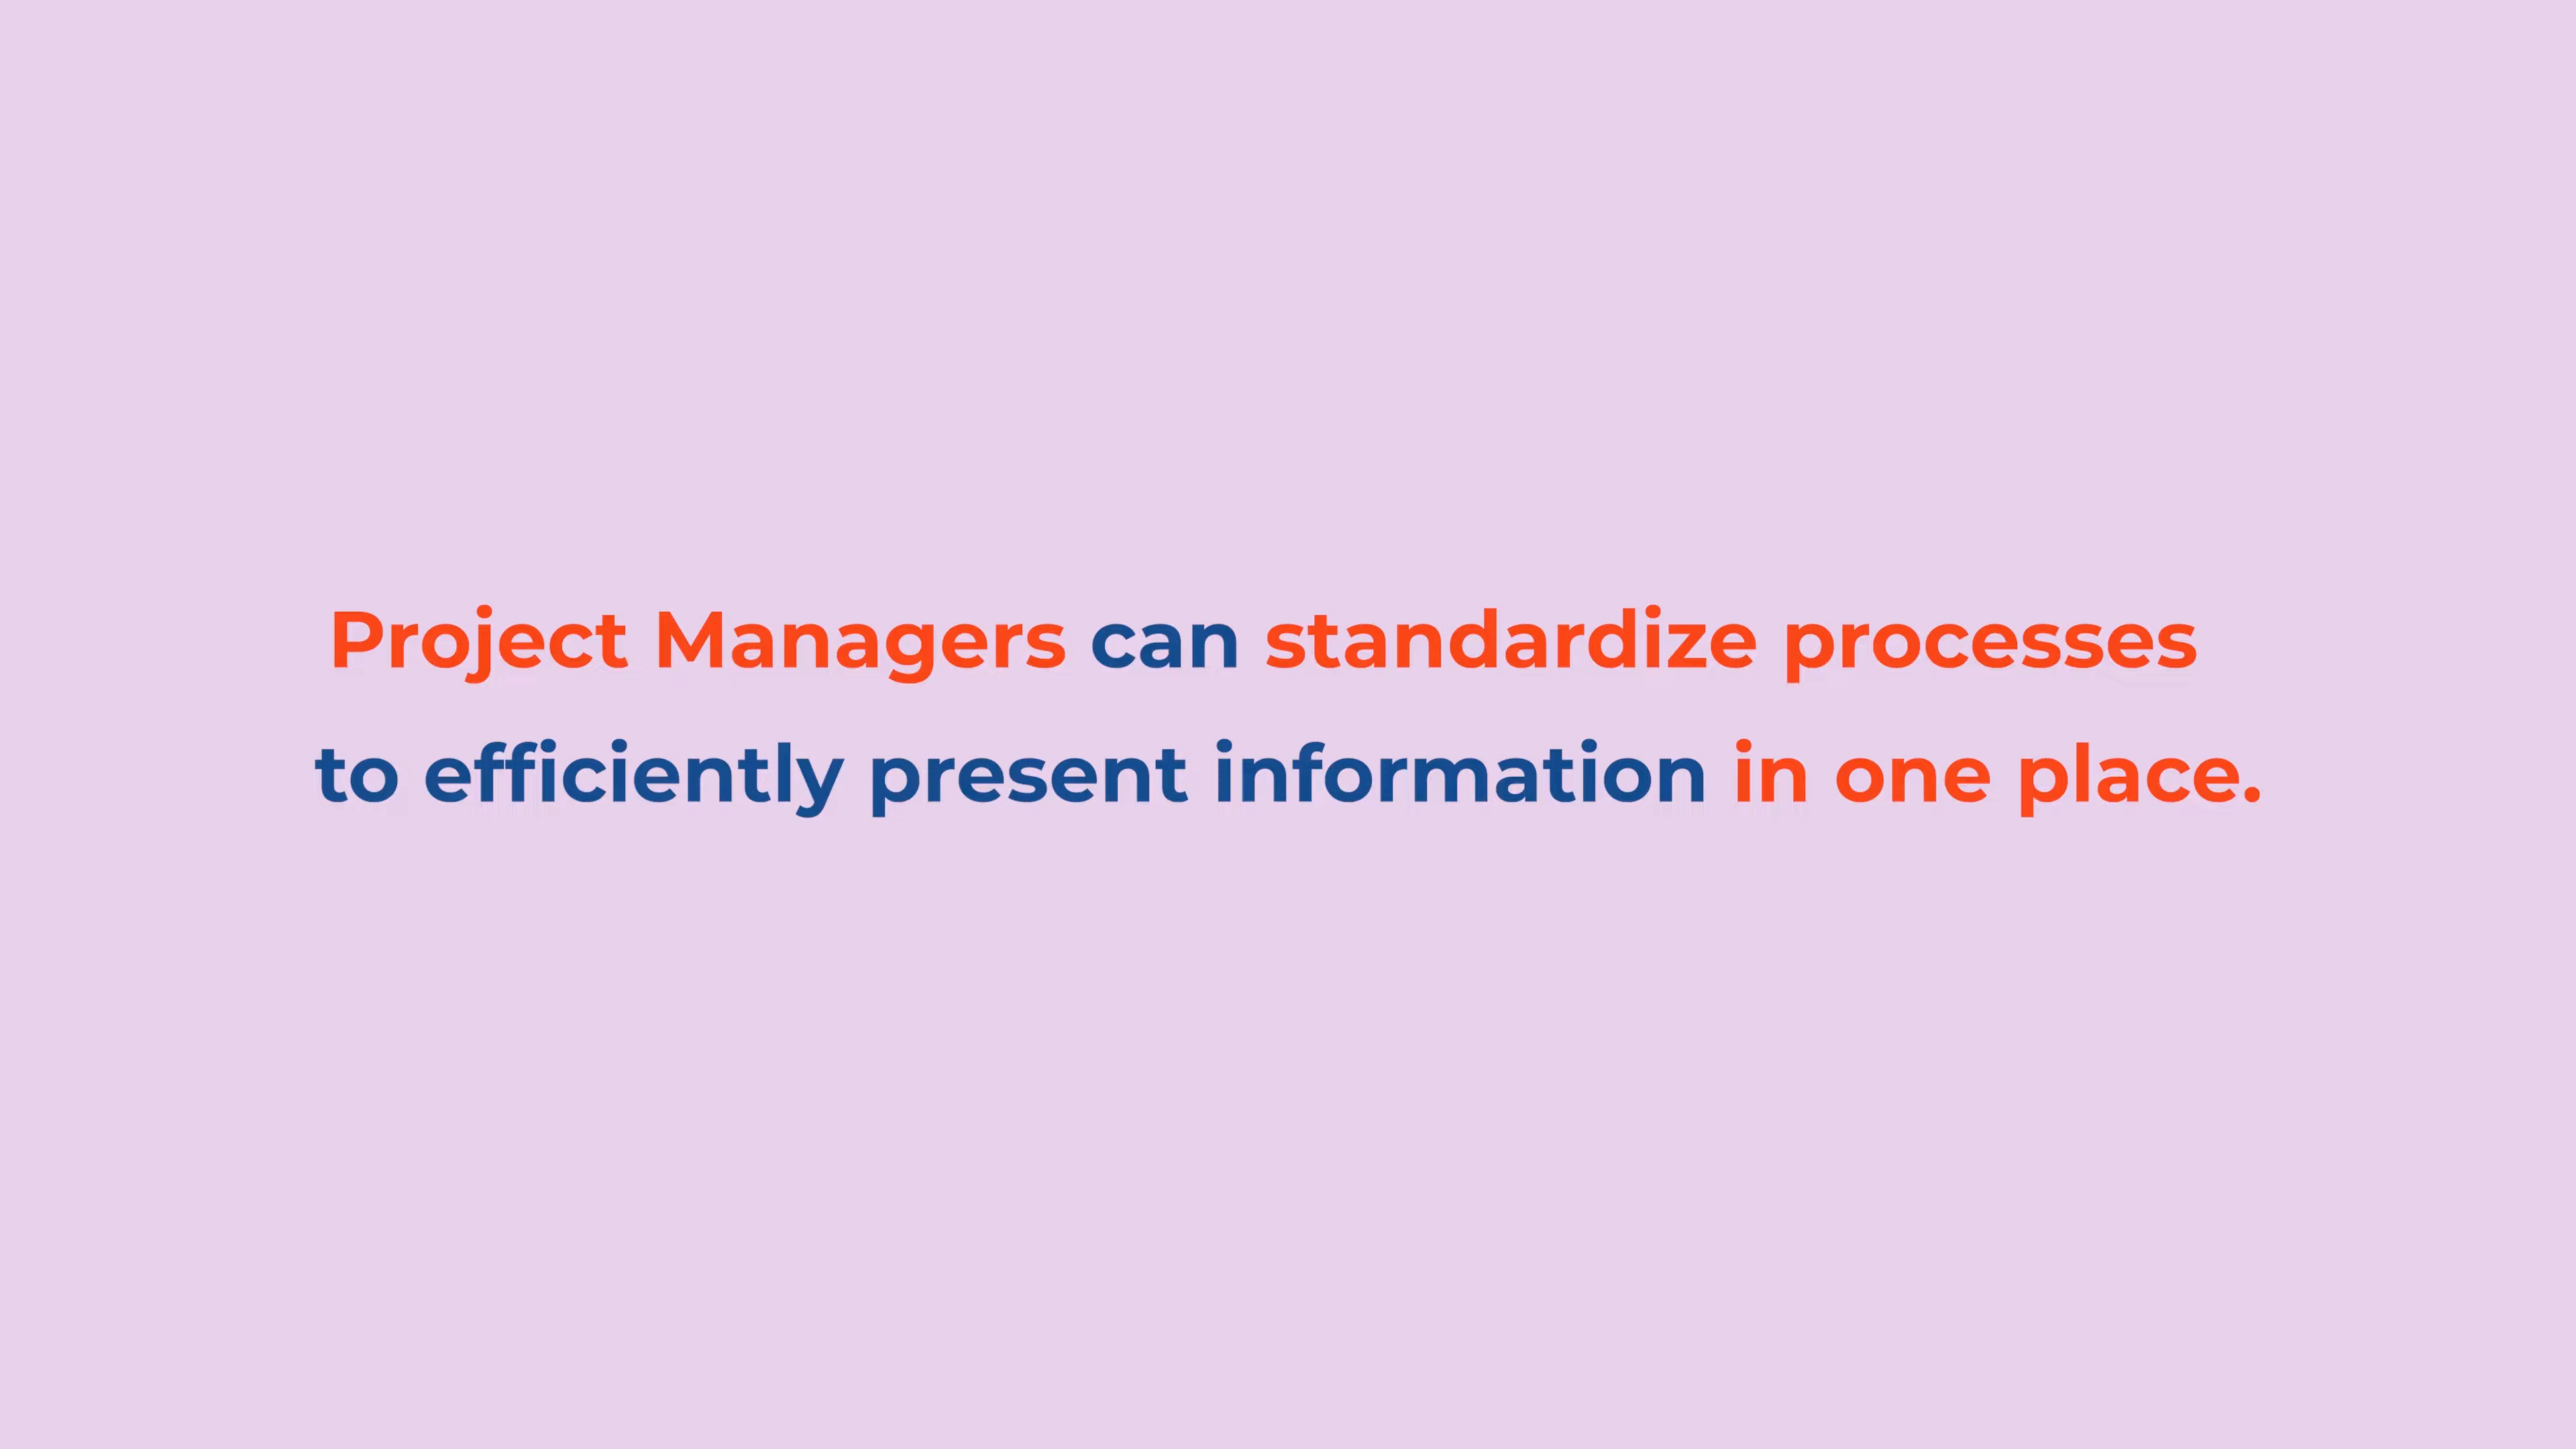 Project Managers can standardize processes
to efficiently present information in one place.